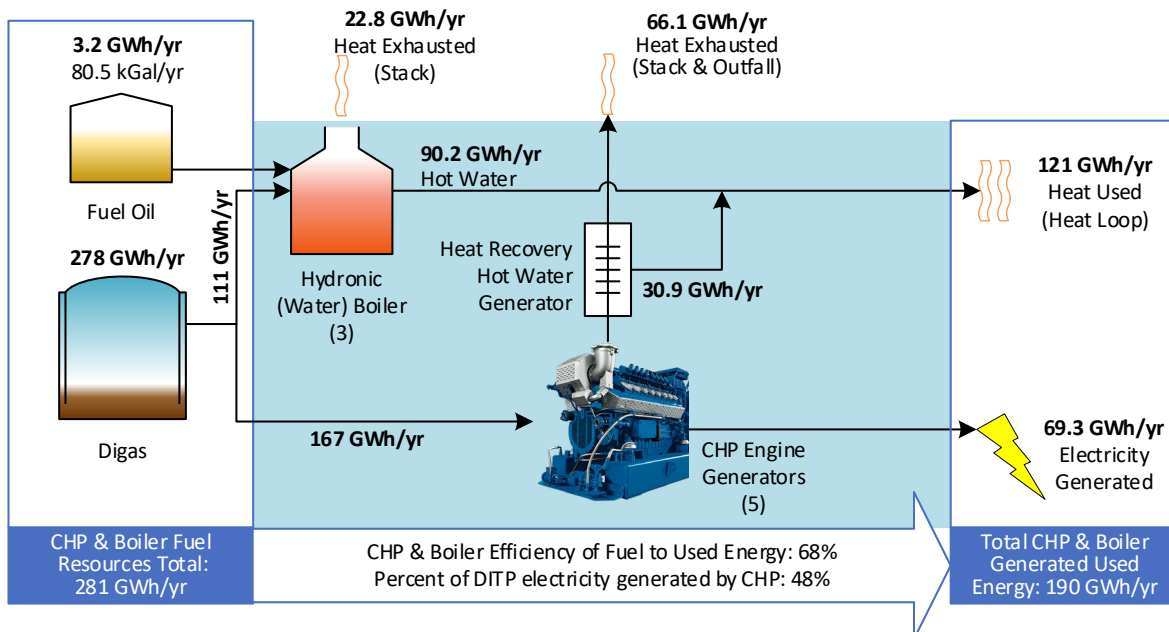 3.2 GWh/yr
80.5 kGal/yr
Fuel Oil
278 GWh/yr
Digas
111 GWh/yr
22.8 GWh/yr
Heat Exhausted
(Stack)
66.1 GWh/yr
Heat Exhausted
(Stack & Outfall)
90.2 GWh/yr
Hot Water
Hydronic
(Water) Boiler
(3)
Heat Recovery
Hot Water
Generator
30.9 GWh/yr
167 GWh/yr
CHP Engine
Generators
(5)
121 GWh/yr
Heat Used
(Heat Loop)
69.3 GWh/yr
Electricity
Generated
CHP & Boiler Fuel
Resources Total:
281 GWh/yr
CHP & Boiler Efficiency of Fuel to Used Energy: 68%
Percent of DITP electricity generated by CHP: 48%
Total CHP & Boiler
Generated Used
Energy: 190 GWh/yr